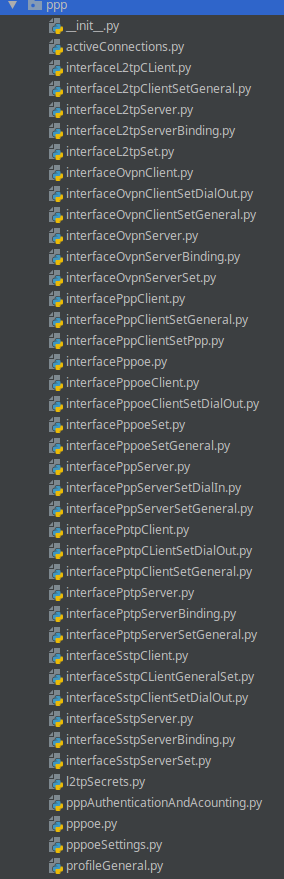 ppp
__init__.py
activeConnections.py
interfaceL2tpCLient.py
interfaceL2tpClientSetGeneral.py
interfaceL2tpServer.py
interfaceL2tpServerBinding.py
interfaceL2tpSet.py
interfaceOvpnClient.py
interfaceOvpnClientSetDialOut.py
interfaceOvpnClientSetGeneral.py
interfaceOvpnServer.py
interfaceOvpnServerBinding.py
interfaceOvpnServerSet.py
interfacePppClient.py
interfacePppClientSetGeneral.py
interfacePppClientSetPpp.py
interfacePppoe.py
interfacePppoeClient.py
interfacePppoeClientSetDialOut.py
interfacePppoeSet.py
interfacePppoeSetGeneral.py
interfacePppServer.py
interfacePppServerSetDialIn.py
interfacePppServerSetGeneral.py
interfacePptpClient.py
interfacePptpCLientSetDialOut.py
interfacePptpClientSetGeneral.py
interfacePptpServer.py
interfacePptpServerBinding.py
interfacePptpServerSetGeneral.py
interfaceSstpClient.py
interfaceSstpCLientGeneralSet.py
interfaceSstpClientSetDialOut.py
interfaceSstpServer.py
interfaceSstpServerBinding.py
interfaceSstpServerSet.py
l2tpSecrets.py
pppAuthenticationAndAcounting.py
pppoe.py
pppoeSettings.py
profileGeneral.py